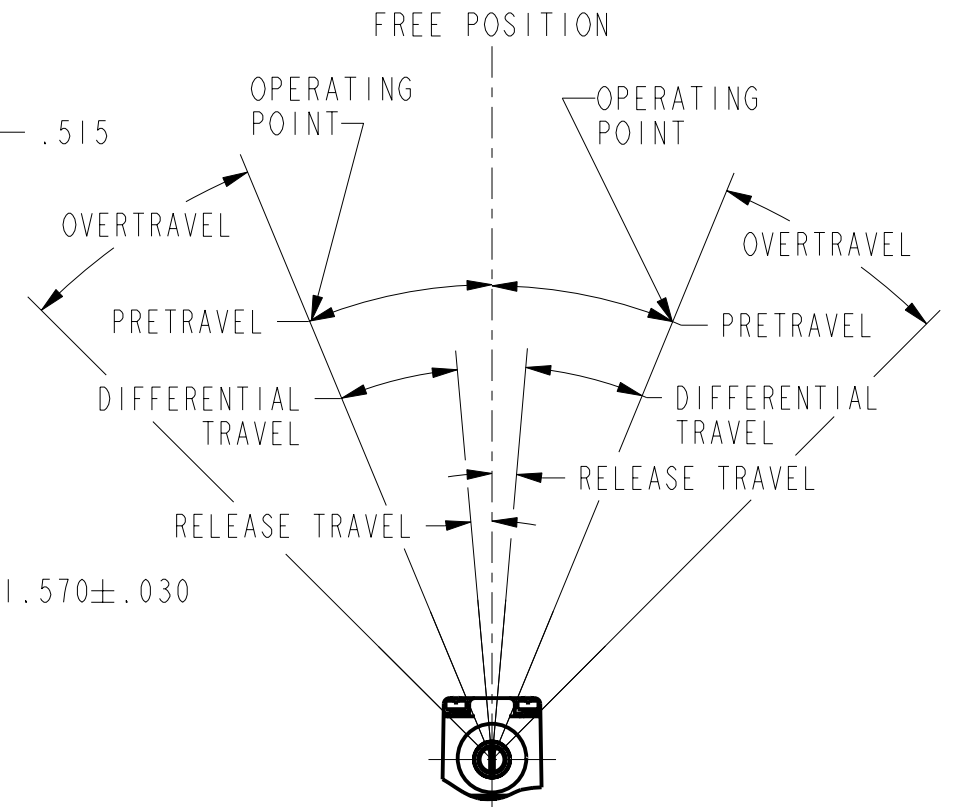 FREE POSITION
OPERATING
POINT
OPERATING
POINT
.515
OVERTRAVEL
OVERTRAVEL
PRETRAVEL
PRETRAVEL
DIFFERENTIAL
TRAVEL
DIFFERENTIAL
TRAVEL
RELEASE TRAVEL
RELEASE TRAVEL
1.570±.030